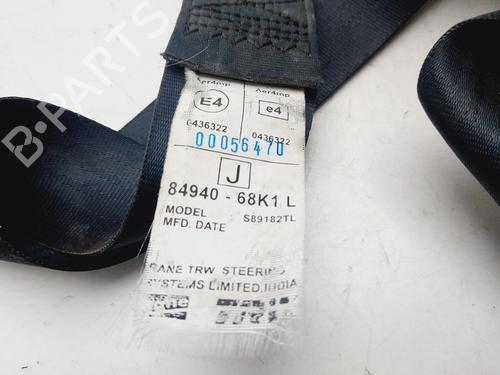 B-PARTS
Aer4mp Aer4mp
E4 e4
0436322 0436322
00056470
J
84940 - 68K1 L
MODEL S89182TL
MFD. DATE
RANE TRW STEERING
SYSTEMS LIMITED, INDIA